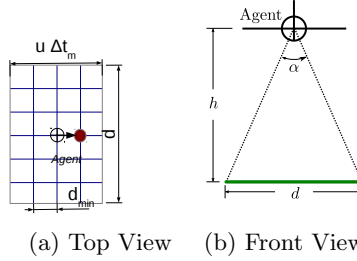 u Δt_m
d
Agent
d_min
(a) Top View
Agent
α
h
d
(b) Front View